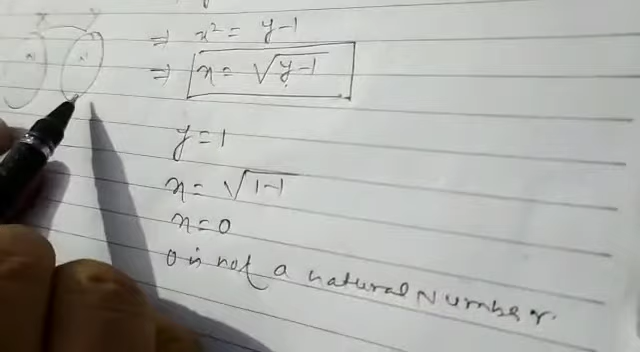 X Y
⇒ x² = y-1
⇒ x = √y-1
y = 1
x = √1-1
x = 0
0 is not a natural Number.